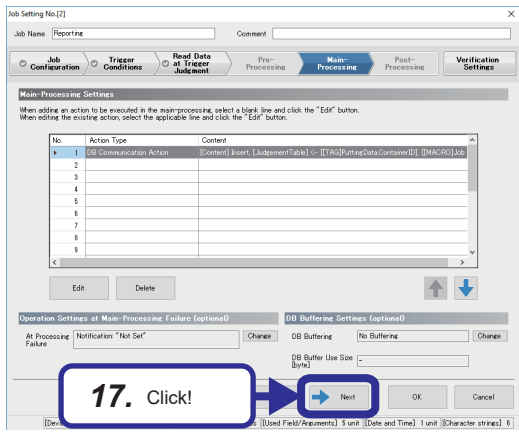 Job Setting No.[2]
Job Name Reporting Comment
Job Configuration Trigger Conditions Read Data at Trigger Judgment Pre-Processing Main-Processing Post-Processing Verification Settings
Main-Processing Settings
When adding an action to be executed in the main-processing, select a blank line and click the "Edit" button.
When editing the existing action, select the applicable line and click the "Edit" button.
No. Action Type Content
1 DB Communication Action [Content] Insert, [JudgementTable] <- [[TAG]PuttingData.ContainerID], [[MACRO]Job
2
3
4
5
6
7
8
9
Edit Delete
Operation Settings at Main-Processing Failure (optional) DB Buffering Settings (optional)
At Processing Failure Notification: "Not Set" Change DB Buffering No Buffering Change
DB Buffer Use Size [byte] -
17. Click!
Next OK Cancel
[Used Field/Arguments] 5 unit [Date and Time] 1 unit [Character strings] 6